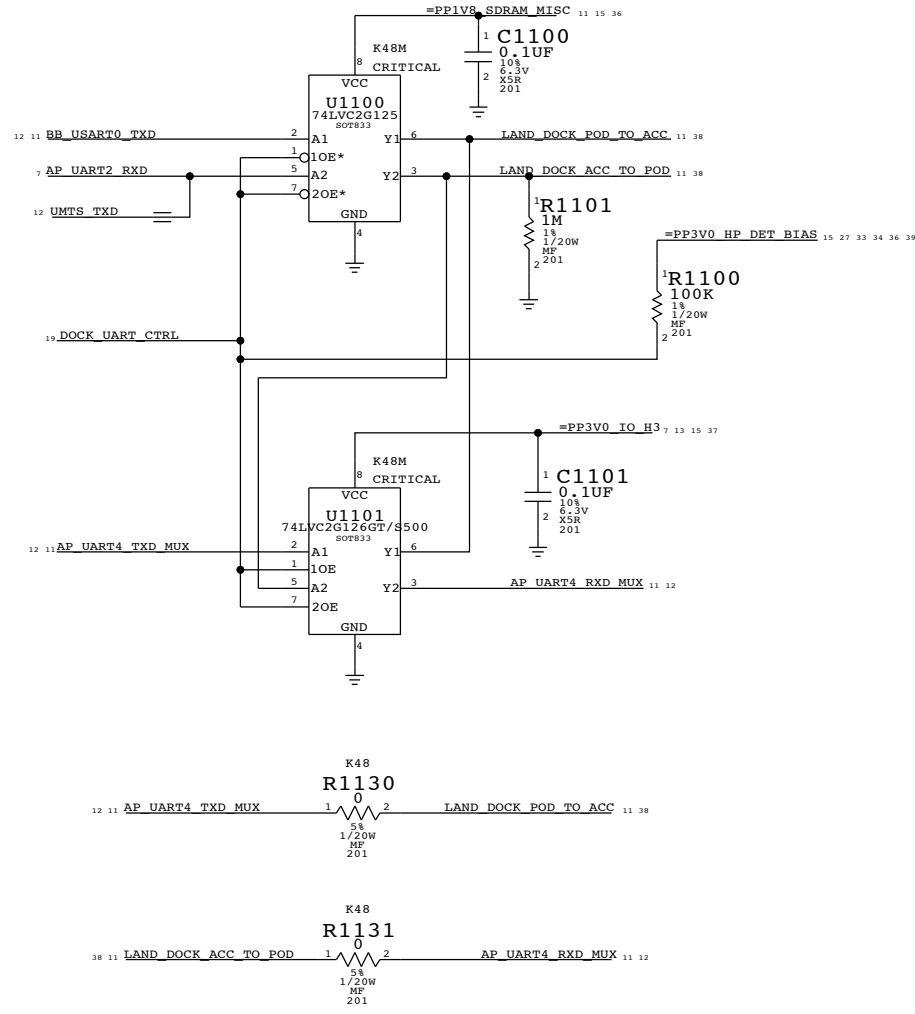 =PP1V8_SDRAM_MISC 11 15 36
1 C1100
0.1UF
10%
6.3V
2 X5R
201
K48M
8 CRITICAL
VCC
U1100
74LVC2G125
SOT833
12 11 BB_USART0_TXD 2 A1 Y1 6 LAND_DOCK_POD_TO_ACC 11 38
1 1OE*
7 AP_UART2_RXD 5 A2 Y2 3 LAND_DOCK_ACC_TO_POD 11 38
7 2OE*
12 UMTS_TXD
GND
4
1 R1101
1M
1%
1/20W
MF
2 201
=PP3V0_HP_DET_BIAS 15 27 33 34 36 39
1 R1100
100K
1%
1/20W
MF
2 201
19 DOCK_UART_CTRL
=PP3V0_IO_H3 7 13 15 37
1 C1101
0.1UF
10%
6.3V
2 X5R
201
K48M
8 CRITICAL
VCC
U1101
74LVC2G126GT/S500
SOT833
12 11 AP_UART4_TXD_MUX 2 A1 Y1 6
1 1OE
5 A2 Y2 3 AP_UART4_RXD_MUX 11 12
7 2OE
GND
4
K48
R1130
0
12 11 AP_UART4_TXD_MUX 1 2 LAND_DOCK_POD_TO_ACC 11 38
5%
1/20W
MF
201
K48
R1131
0
38 11 LAND_DOCK_ACC_TO_POD 1 2 AP_UART4_RXD_MUX 11 12
5%
1/20W
MF
201